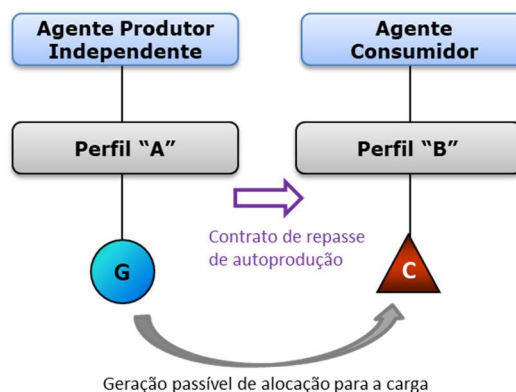 Agente Produtor
Independente
Agente
Consumidor
Perfil “A”
Perfil “B”
Contrato de repasse
de autoprodução
G
C
Geração passível de alocação para a carga